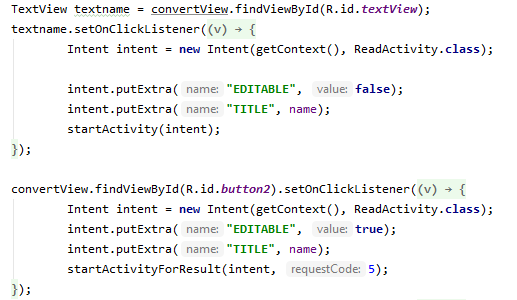 TextView textname = convertView.findViewById(R.id.textView);
textname.setOnClickListener((v) → {
Intent intent = new Intent(getContext(), ReadActivity.class);
intent.putExtra( name: "EDITABLE", value: false);
intent.putExtra( name: "TITLE", name);
startActivity(intent);
});
convertView.findViewById(R.id.button2).setOnClickListener((v) → {
Intent intent = new Intent(getContext(), ReadActivity.class);
intent.putExtra( name: "EDITABLE", value: true);
intent.putExtra( name: "TITLE", name);
startActivityForResult(intent, requestCode: 5);
});